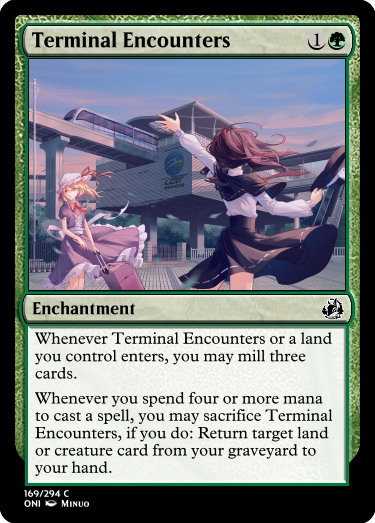 Terminal Encounters 1
Enchantment
Whenever Terminal Encounters or a land
you control enters, you may mill three
cards.
Whenever you spend four or more mana
to cast a spell, you may sacrifice Terminal
Encounters, if you do: Return target land
or creature card from your graveyard to
your hand.
169/294 C
ONI Minuo